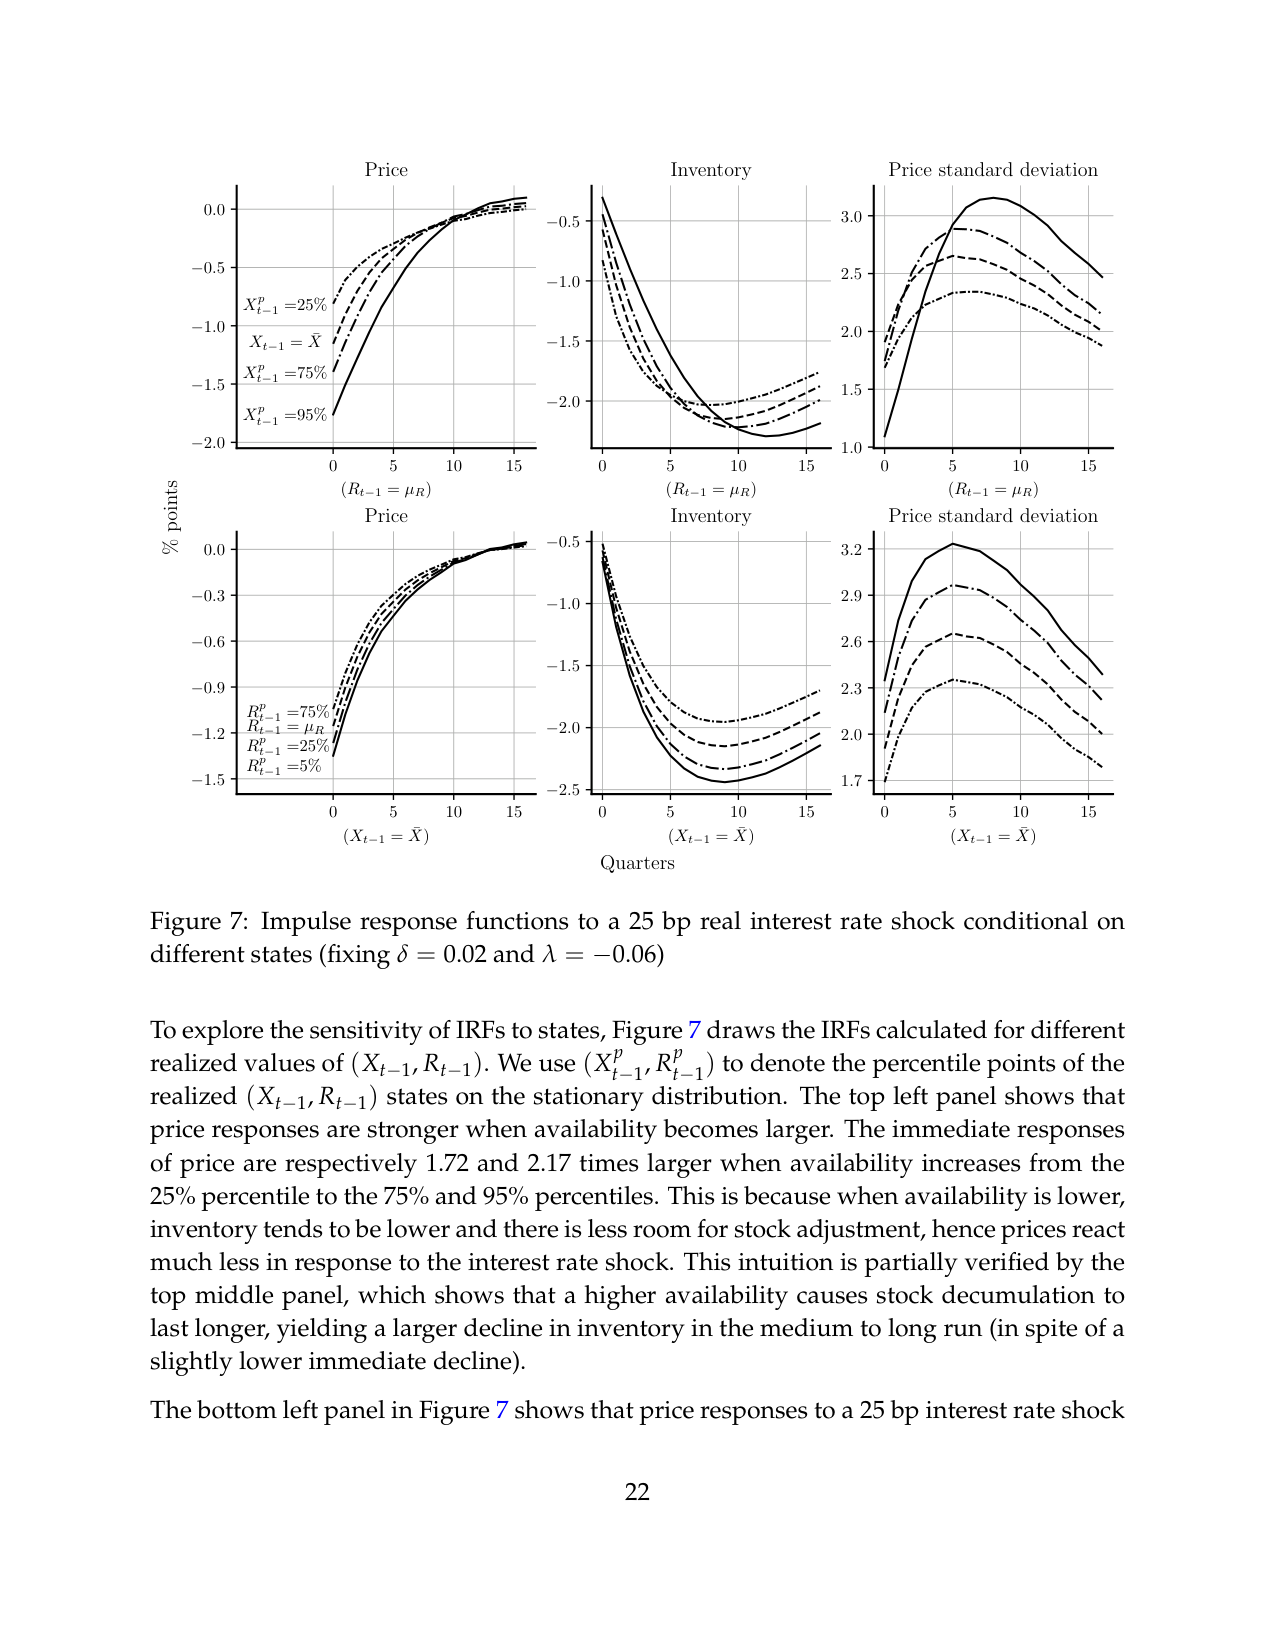 Price Inventory Price standard deviation
0.0 −0.5 3.0
−0.5 −1.0 2.5
X^p_{t−1} =25%
−1.0 −1.5 2.0
X_{t−1} = X̄
X^p_{t−1} =75%
−1.5 −2.0 1.5
X^p_{t−1} =95%
−2.0 1.0
0 5 10 15 0 5 10 15 0 5 10 15
(R_{t−1} = μ_R) (R_{t−1} = μ_R) (R_{t−1} = μ_R)
% points
Price Inventory Price standard deviation
0.0 −0.5 3.2
−0.3 −1.0 2.9
−0.6 −1.5 2.6
−0.9 2.3
R^p_{t−1} =75%
R_{t−1} = μ_R
−1.2 −2.0 2.0
R^p_{t−1} =25%
R^p_{t−1} =5%
−1.5 −2.5 1.7
0 5 10 15 0 5 10 15 0 5 10 15
(X_{t−1} = X̄) (X_{t−1} = X̄) (X_{t−1} = X̄)
Quarters
Figure 7: Impulse response functions to a 25 bp real interest rate shock conditional on
different states (fixing δ = 0.02 and λ = −0.06)
To explore the sensitivity of IRFs to states, Figure 7 draws the IRFs calculated for different
realized values of (X_{t−1}, R_{t−1}). We use (X^p_{t−1}, R^p_{t−1}) to denote the percentile points of the
realized (X_{t−1}, R_{t−1}) states on the stationary distribution. The top left panel shows that
price responses are stronger when availability becomes larger. The immediate responses
of price are respectively 1.72 and 2.17 times larger when availability increases from the
25% percentile to the 75% and 95% percentiles. This is because when availability is lower,
inventory tends to be lower and there is less room for stock adjustment, hence prices react
much less in response to the interest rate shock. This intuition is partially verified by the
top middle panel, which shows that a higher availability causes stock decumulation to
last longer, yielding a larger decline in inventory in the medium to long run (in spite of a
slightly lower immediate decline).
The bottom left panel in Figure 7 shows that price responses to a 25 bp interest rate shock
22